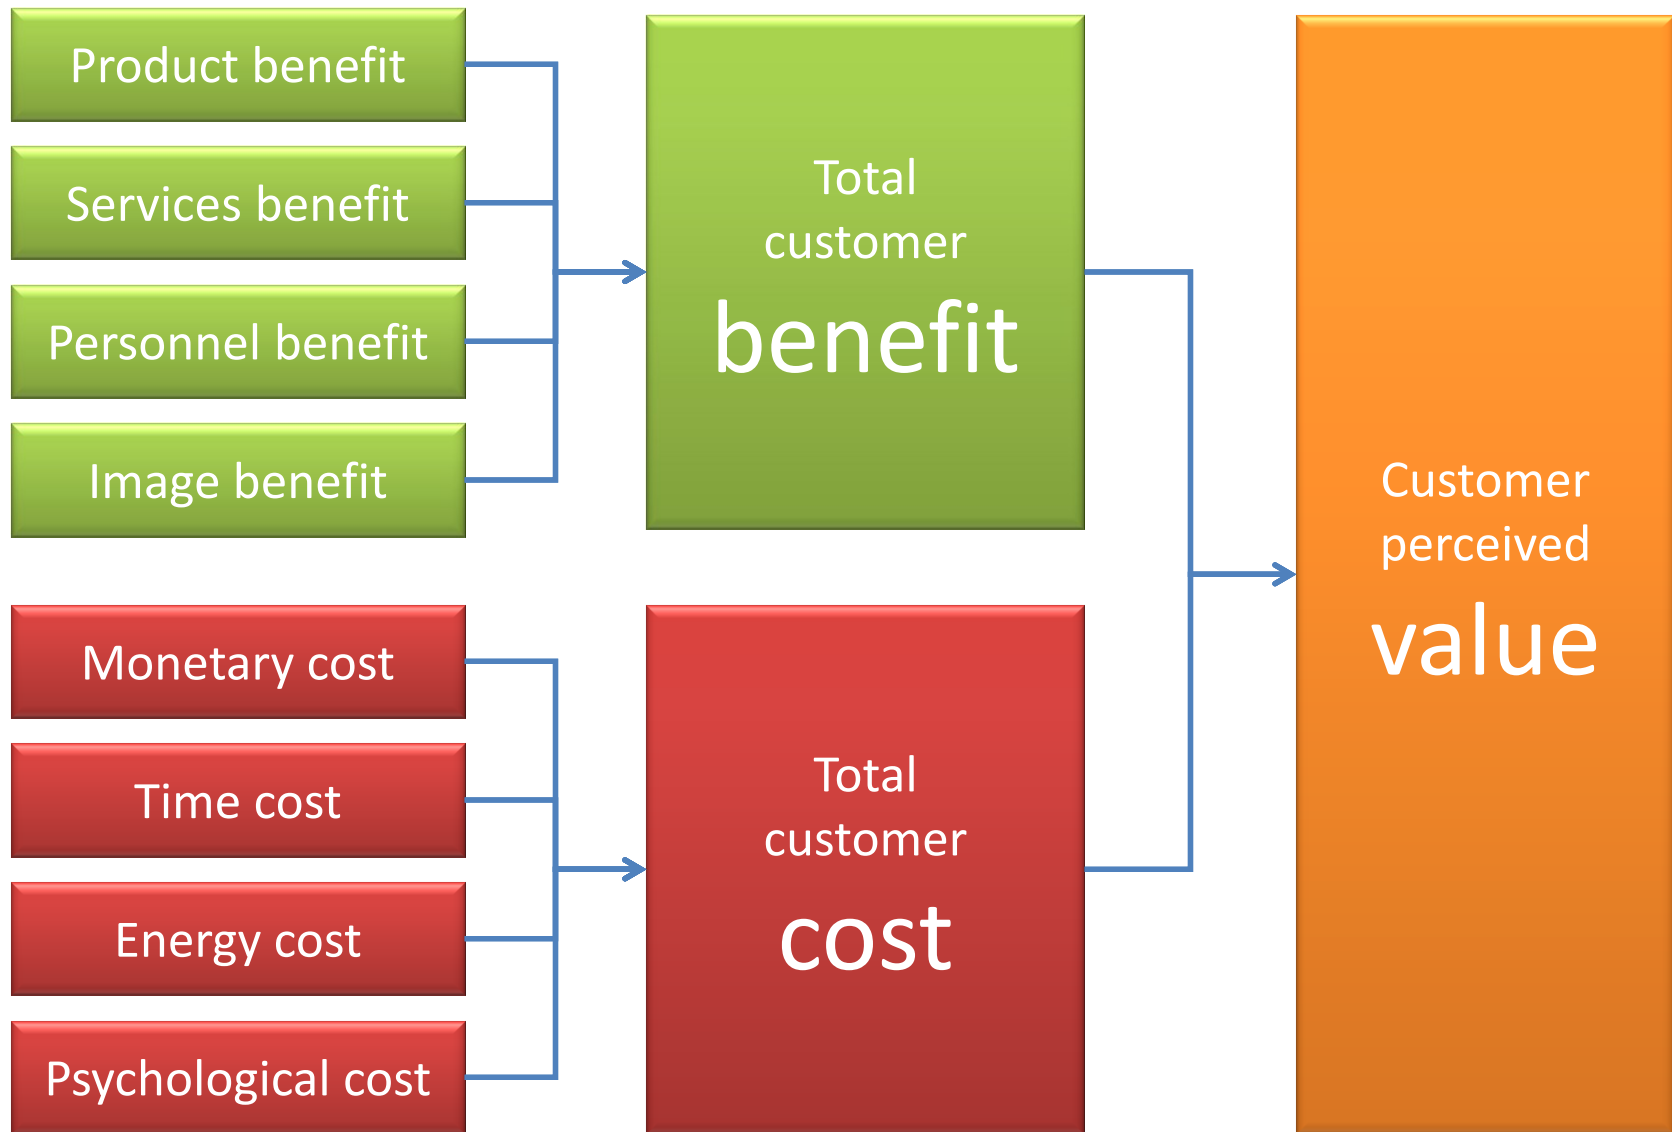 Product benefit
Services benefit
Personnel benefit
Image benefit
Total
customer
benefit
Monetary cost
Time cost
Energy cost
Psychological cost
Total
customer
cost
Customer
perceived
value